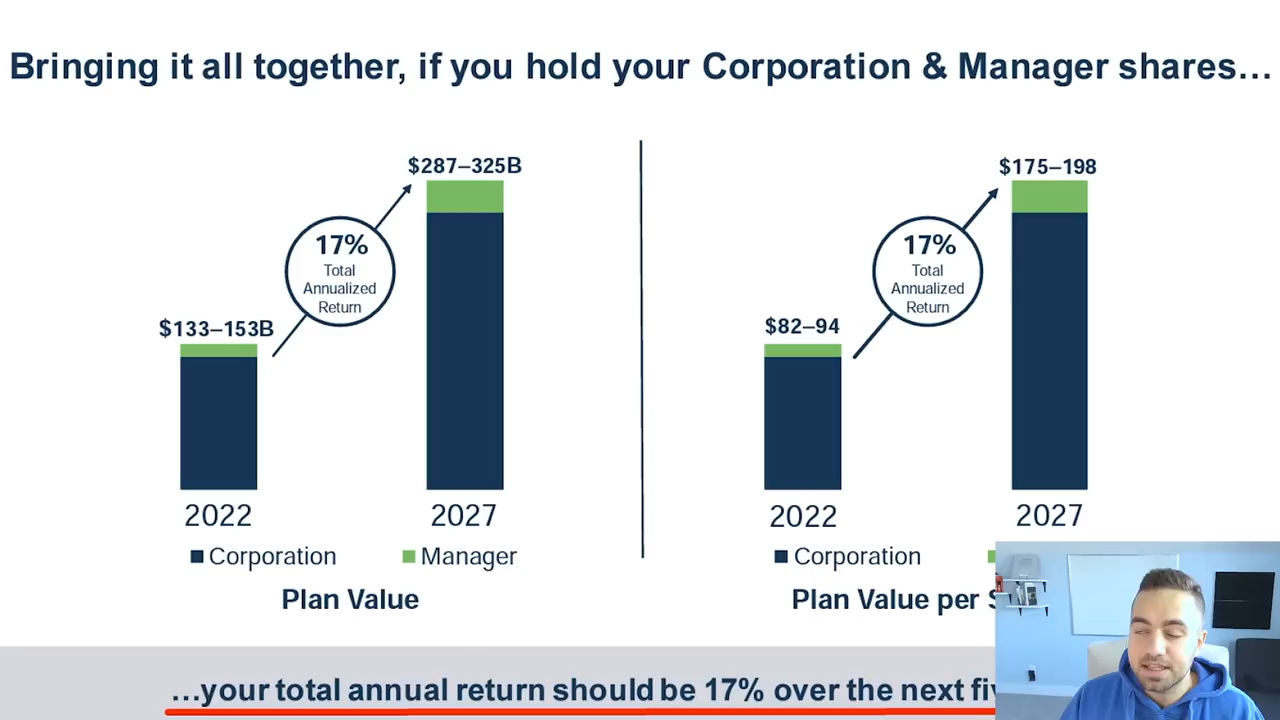 Bringing it all together, if you hold your Corporation & Manager shares…
$287–325B
17%
Total
Annualized
Return
$133–153B
2022
2027
Corporation
Manager
Plan Value
$175–198
17%
Total
Annualized
Return
$82–94
2022
2027
Corporation
Plan Value per
…your total annual return should be 17% over the next